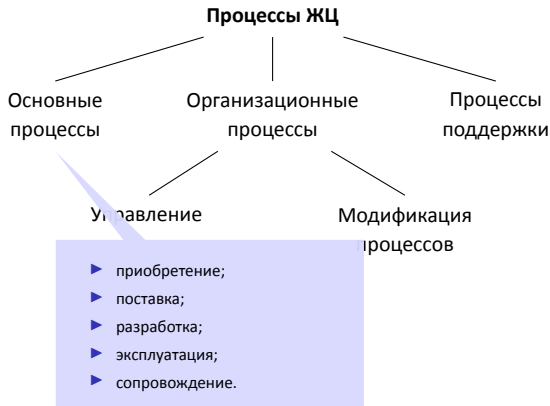 Процессы ЖЦ
Основные процессы
Организационные процессы
Процессы поддержки
Управление
Модификация процессов
приобретение;
поставка;
разработка;
эксплуатация;
сопровождение.